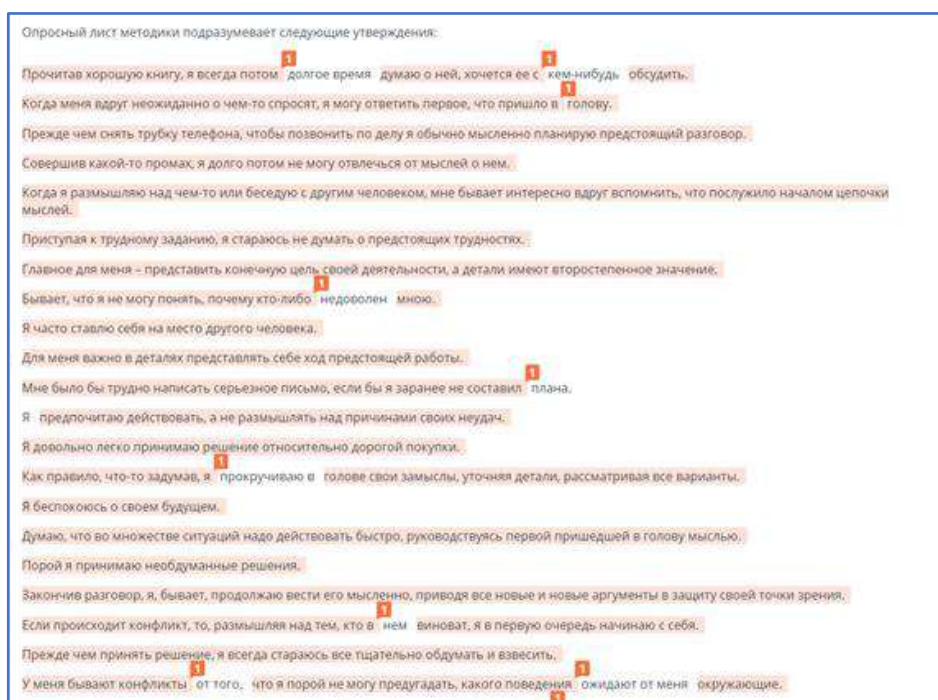 Опросный лист методики подразумевает следующие утверждения:
1 1
Прочитав хорошую книгу, я всегда потом долгое время думаю о ней, хочется ее с кем-нибудь обсудить.
1
Когда меня вдруг неожиданно о чем-то спросят, я могу ответить первое, что пришло в голову.
Прежде чем снять трубку телефона, чтобы позвонить по делу я обычно мысленно планирую предстоящий разговор.
Совершив какой-то промах, я долго потом не могу отвлечься от мыслей о нем.
Когда я размышляю над чем-то или беседую с другим человеком, мне бывает интересно вдруг вспомнить, что послужило началом цепочки
мыслей.
Приступая к трудному заданию, я стараюсь не думать о предстоящих трудностях.
Главное для меня – представить конечную цель своей деятельности, а детали имеют второстепенное значение.
1
Бывает, что я не могу понять, почему кто-либо недоволен мною.
Я часто ставлю себя на место другого человека.
Для меня важно в деталях представлять себе ход предстоящей работы.
1
Мне было бы трудно написать серьезное письмо, если бы я заранее не составил плана.
Я предпочитаю действовать, а не размышлять над причинами своих неудач.
Я довольно легко принимаю решение относительно дорогой покупки.
1
Как правило, что-то задумав, я прокручиваю в голове свои замыслы, уточняя детали, рассматривая все варианты.
Я беспокоюсь о своем будущем.
Думаю, что во множестве ситуаций надо действовать быстро, руководствуясь первой пришедшей в голову мыслью.
Порой я принимаю необдуманные решения.
Закончив разговор, я, бывает, продолжаю вести его мысленно, приводя все новые и новые аргументы в защиту своей точки зрения.
1
Если происходит конфликт, то, размышляя над тем, кто в нем виноват, я в первую очередь начинаю с себя.
Прежде чем принять решение, я всегда стараюсь все тщательно обдумать и взвесить.
1 1
У меня бывают конфликты от того, что я порой не могу предугадать, какого поведения ожидают от меня окружающие.
1